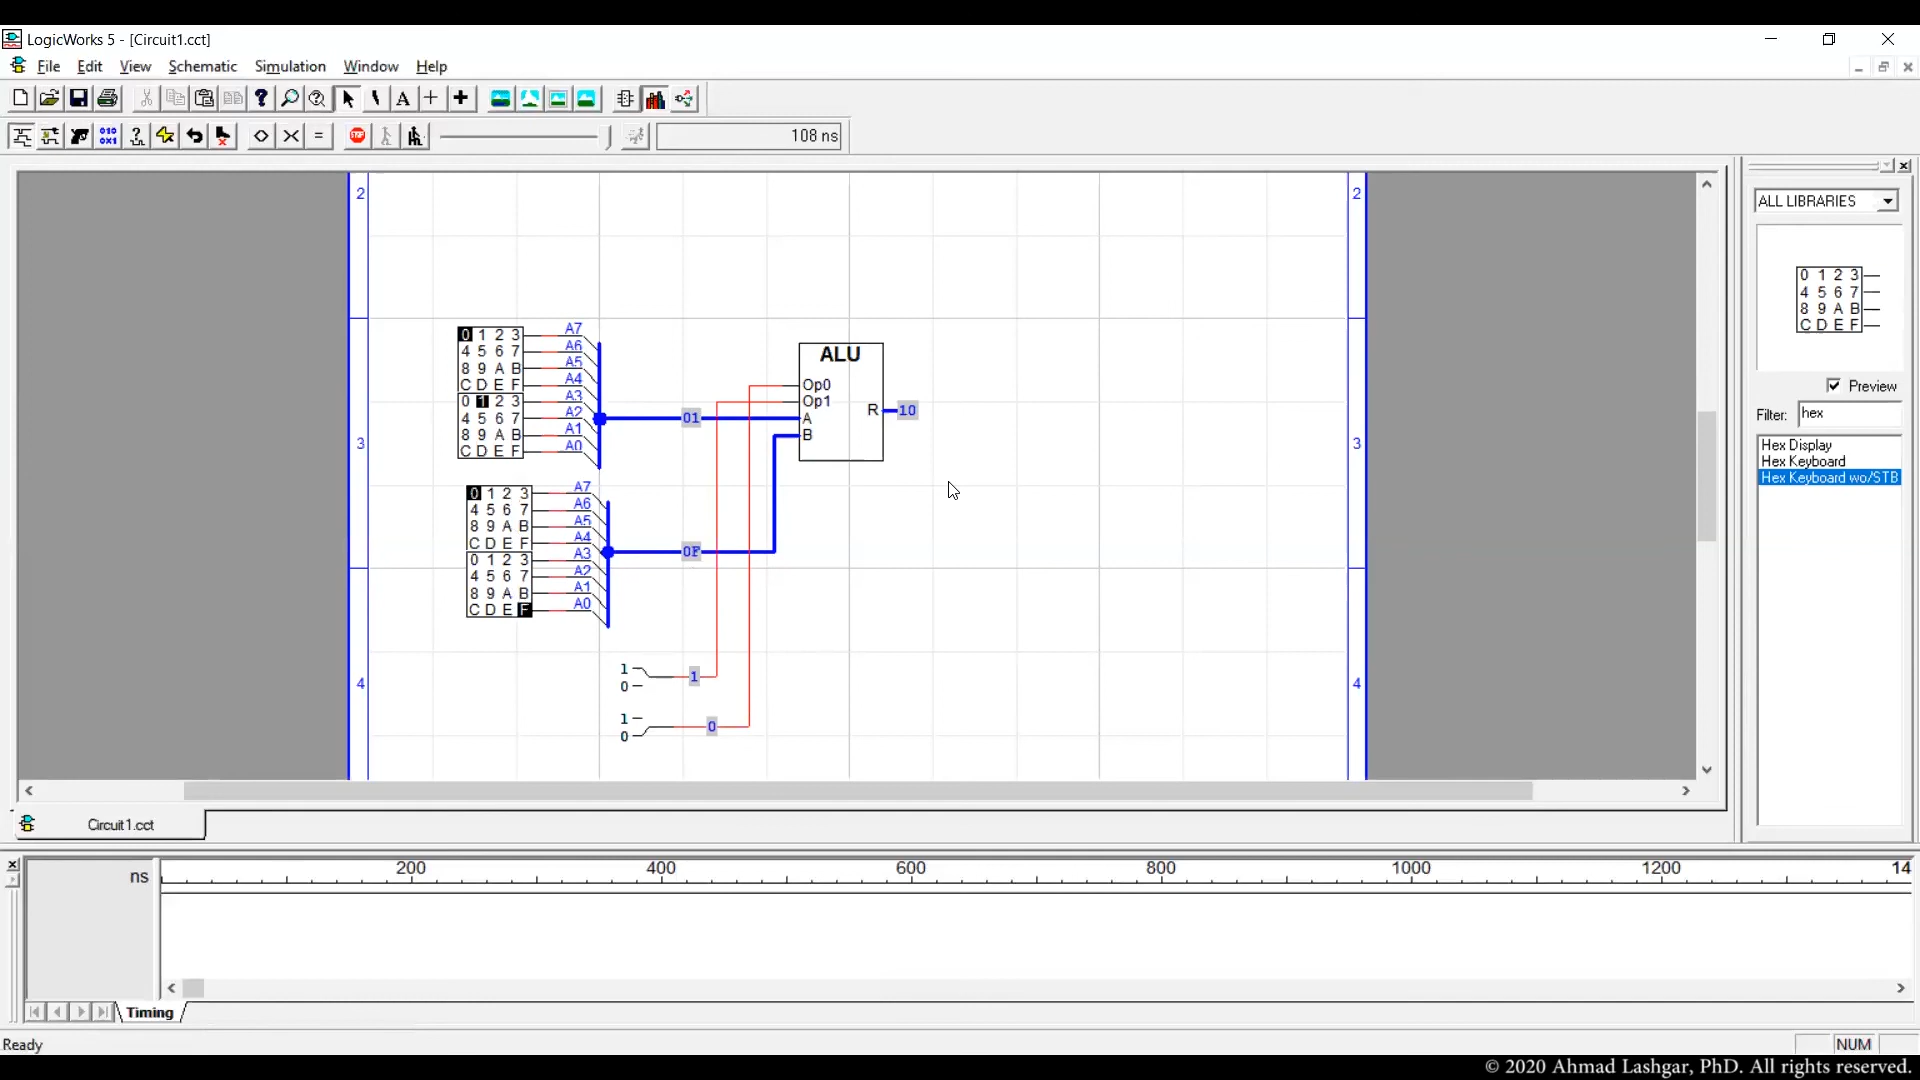 LogicWorks 5 - [Circuit1.cct]
File Edit View Schematic Simulation Window Help
108 ns
ALL LIBRARIES
0 1 2 3
4 5 6 7
8 9 A B
C D E F
Preview
Filter: hex
Hex Display
Hex Keyboard
Hex Keyboard wo/STB
2 2
3 3
4 4
0 1 2 3 A7
4 5 6 7 A6
8 9 A B A5
C D E F A4
0 1 2 3 A3
4 5 6 7 A2
8 9 A B A1
C D E F A0
01
ALU
Op0
Op1
A
B
R 10
0 1 2 3 A7
4 5 6 7 A6
8 9 A B A5
C D E F A4
0 1 2 3 A3
4 5 6 7 A2
8 9 A B A1
C D E F A0
0F
1
0
1
1
0
0
Circuit1.cct
ns 200 400 600 800 1000 1200 14
Timing
Ready
NUM
© 2020 Ahmad Lashgar, PhD. All rights reserved.